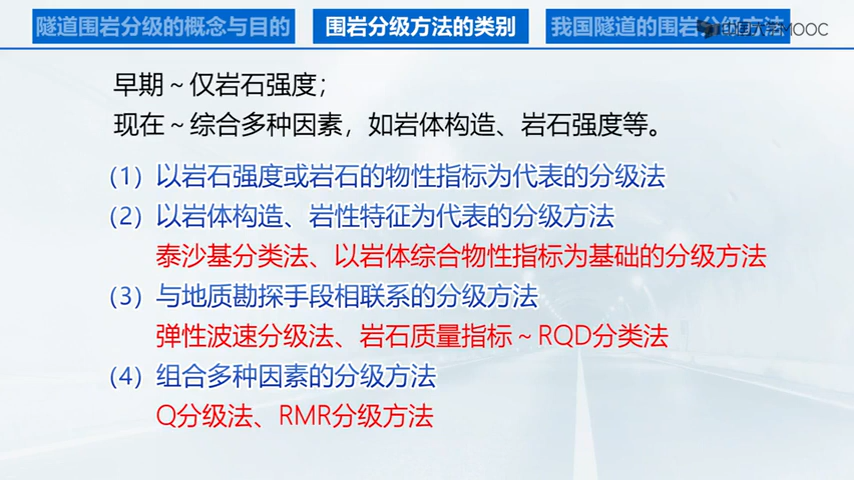 隧道围岩分级的概念与目的
围岩分级方法的类别
我国隧道的围岩分级方法
中国大学MOOC
早期~仅岩石强度；
现在~综合多种因素，如岩体构造、岩石强度等。
（1）以岩石强度或岩石的物性指标为代表的分级法
（2）以岩体构造、岩性特征为代表的分级方法
泰沙基分类法、以岩体综合物性指标为基础的分级方法
（3）与地质勘探手段相联系的分级方法
弹性波速分级法、岩石质量指标~RQD分类法
（4）组合多种因素的分级方法
Q分级法、RMR分级方法